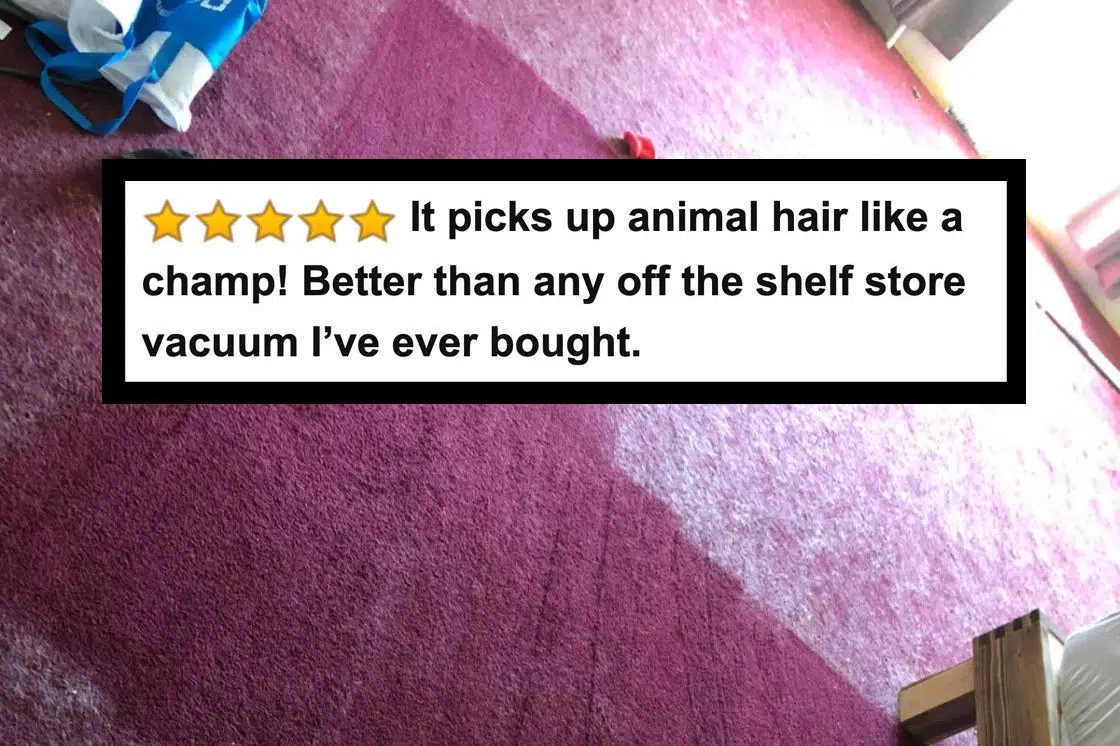 It picks up animal hair like a
champ! Better than any off the shelf store
vacuum I’ve ever bought.